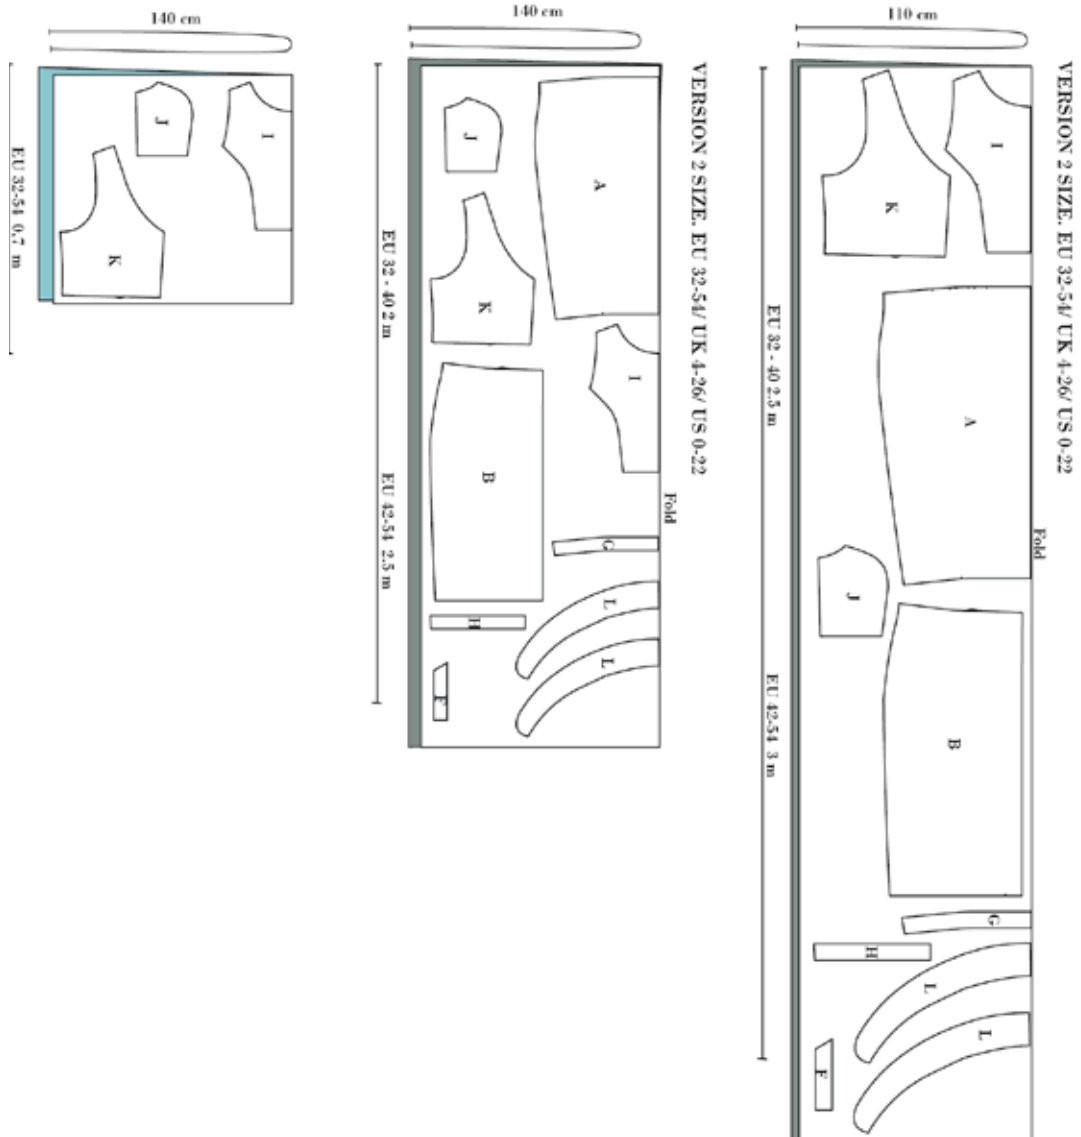 VERSION 2 SIZE. EU 32-54/ UK 4-26/ US 0-22
110 cm
Fold
I
K
A
J
B
G
H
L
L
F
EU 32 - 40 2.5 m
EU 42-54 3 m
VERSION 2 SIZE. EU 32-54/ UK 4-26/ US 0-22
140 cm
Fold
A
J
K
I
B
G
L
L
H
F
EU 32 - 40 2 m
EU 42-54 2.5 m
140 cm
I
J
K
EU 32-54 0.7 m